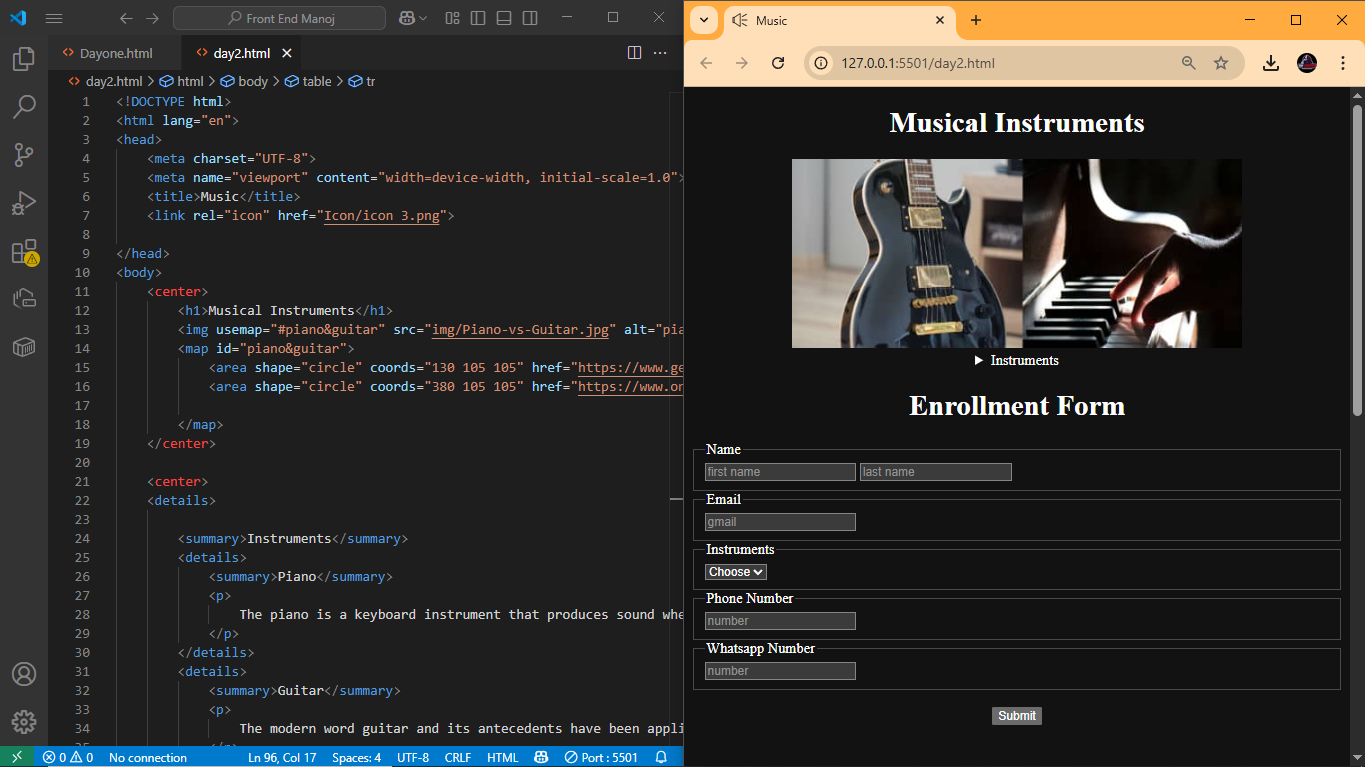 Front End Manoj
Dayone.html
day2.html
day2.html > html > body > table > tr
1 <!DOCTYPE html>
2 <html lang="en">
3 <head>
4 <meta charset="UTF-8">
5 <meta name="viewport" content="width=device-width, initial-scale=1.0">
6 <title>Music</title>
7 <link rel="icon" href="Icon/icon 3.png">
8
9 </head>
10 <body>
11 <center>
12 <h1>Musical Instruments</h1>
13 <img usemap="#piano&guitar" src="img/Piano-vs-Guitar.jpg" alt="pia
14 <map id="piano&guitar">
15 <area shape="circle" coords="130 105 105" href="https://www.ge
16 <area shape="circle" coords="380 105 105" href="https://www.or
17
18 </map>
19 </center>
20
21 <center>
22 <details>
23
24 <summary>Instruments</summary>
25 <details>
26 <summary>Piano</summary>
27 <p>
28 The piano is a keyboard instrument that produces sound whe
29 </p>
30 </details>
31 <details>
32 <summary>Guitar</summary>
33 <p>
34 The modern word guitar and its antecedents have been appli
35 </p>
0 0 No connection Ln 96, Col 17 Spaces: 4 UTF-8 CRLF HTML Port : 5501
Music
127.0.0.1:5501/day2.html
Musical Instruments
▶ Instruments
Enrollment Form
Name
first name last name
Email
gmail
Instruments
Choose
Phone Number
number
Whatsapp Number
number
Submit